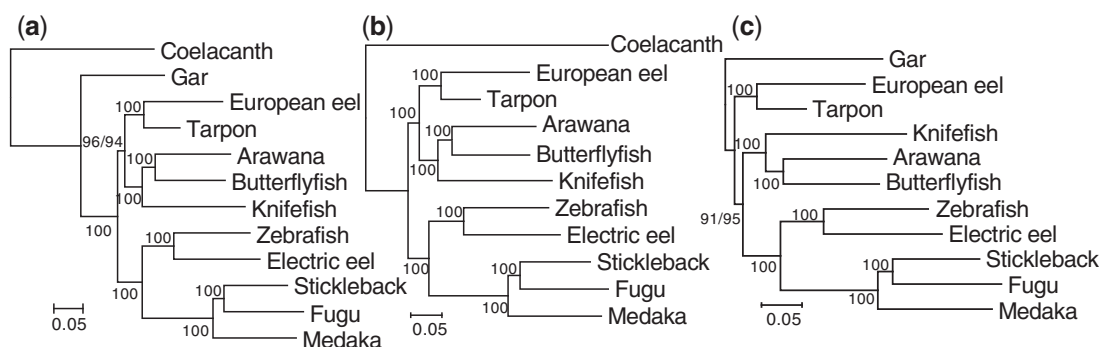 (a)
Coelacanth
Gar
100
European eel
Tarpon
96/94
100
Arawana
Butterflyfish
100
Knifefish
100
100
Zebrafish
Electric eel
100
100
Stickleback
Fugu
100
Medaka
0.05
(b)
Coelacanth
100
European eel
100
Tarpon
100
Arawana
Butterflyfish
100
Knifefish
100
Zebrafish
Electric eel
100
100
Stickleback
Fugu
100
Medaka
0.05
(c)
Gar
100
European eel
Tarpon
100
Knifefish
Arawana
100
Butterflyfish
91/95
100
Zebrafish
Electric eel
100
100
Stickleback
Fugu
100
Medaka
0.05